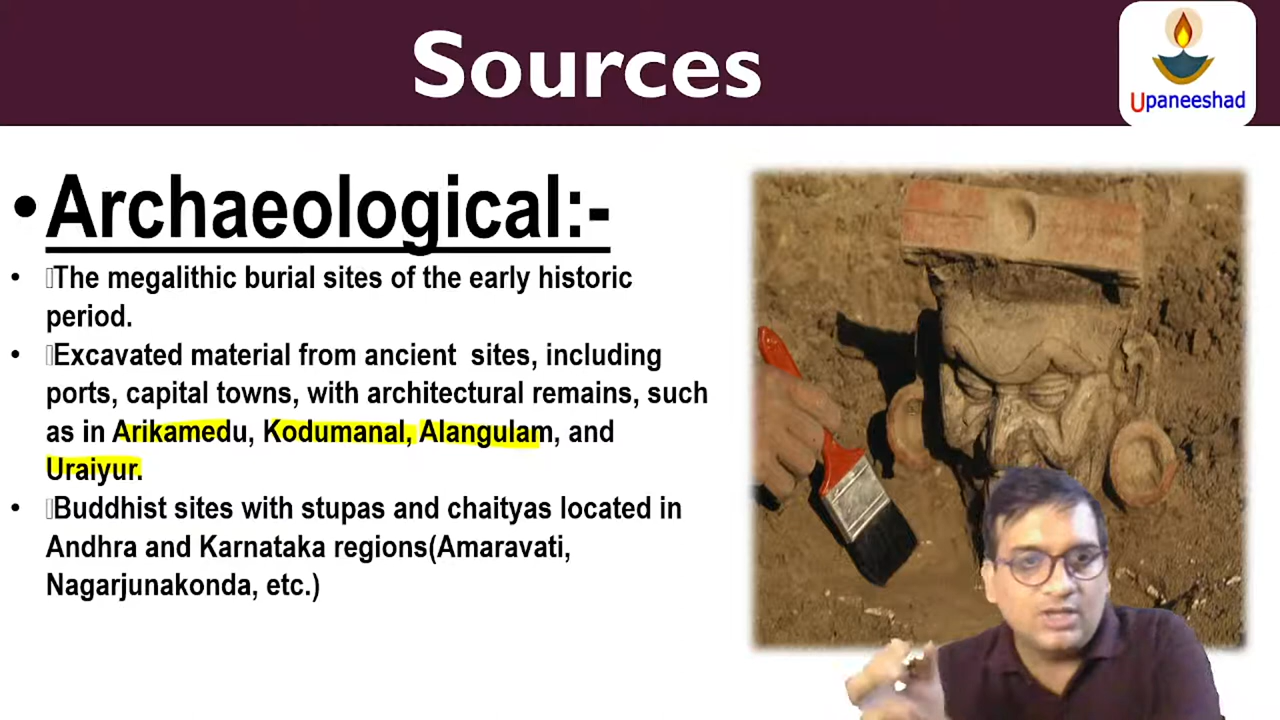 Sources
Upaneeshad
•Archaeological:-
• The megalithic burial sites of the early historic
period.
• Excavated material from ancient sites, including
ports, capital towns, with architectural remains, such
as in Arikamedu, Kodumanal, Alangulam, and
Uraiyur.
• Buddhist sites with stupas and chaityas located in
Andhra and Karnataka regions(Amaravati,
Nagarjunakonda, etc.)